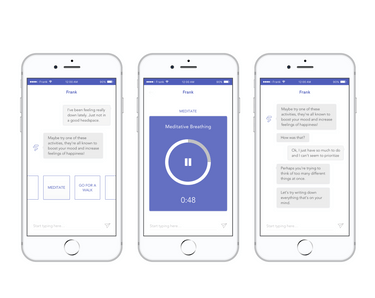 Frank
I've been feeling really
down lately. Just not in
a good headspace.
Maybe try one of these
activities, they're all known to
boost your mood and increase
feelings of happiness!
MEDITATE
GO FOR A
WALK
Start typing here
Frank
MEDITATE
Meditative Breathing
0:48
Start typing here
Frank
Maybe try one of these
activities, they're all known to
boost your mood and increase
feelings of happiness!
How was that?
Ok, I just have so much to do
and I can't seem to prioritise
Perhaps you're trying to
think of too many different
things at once.
Let's try writing down
everything that's on your
mind.
Start typing here